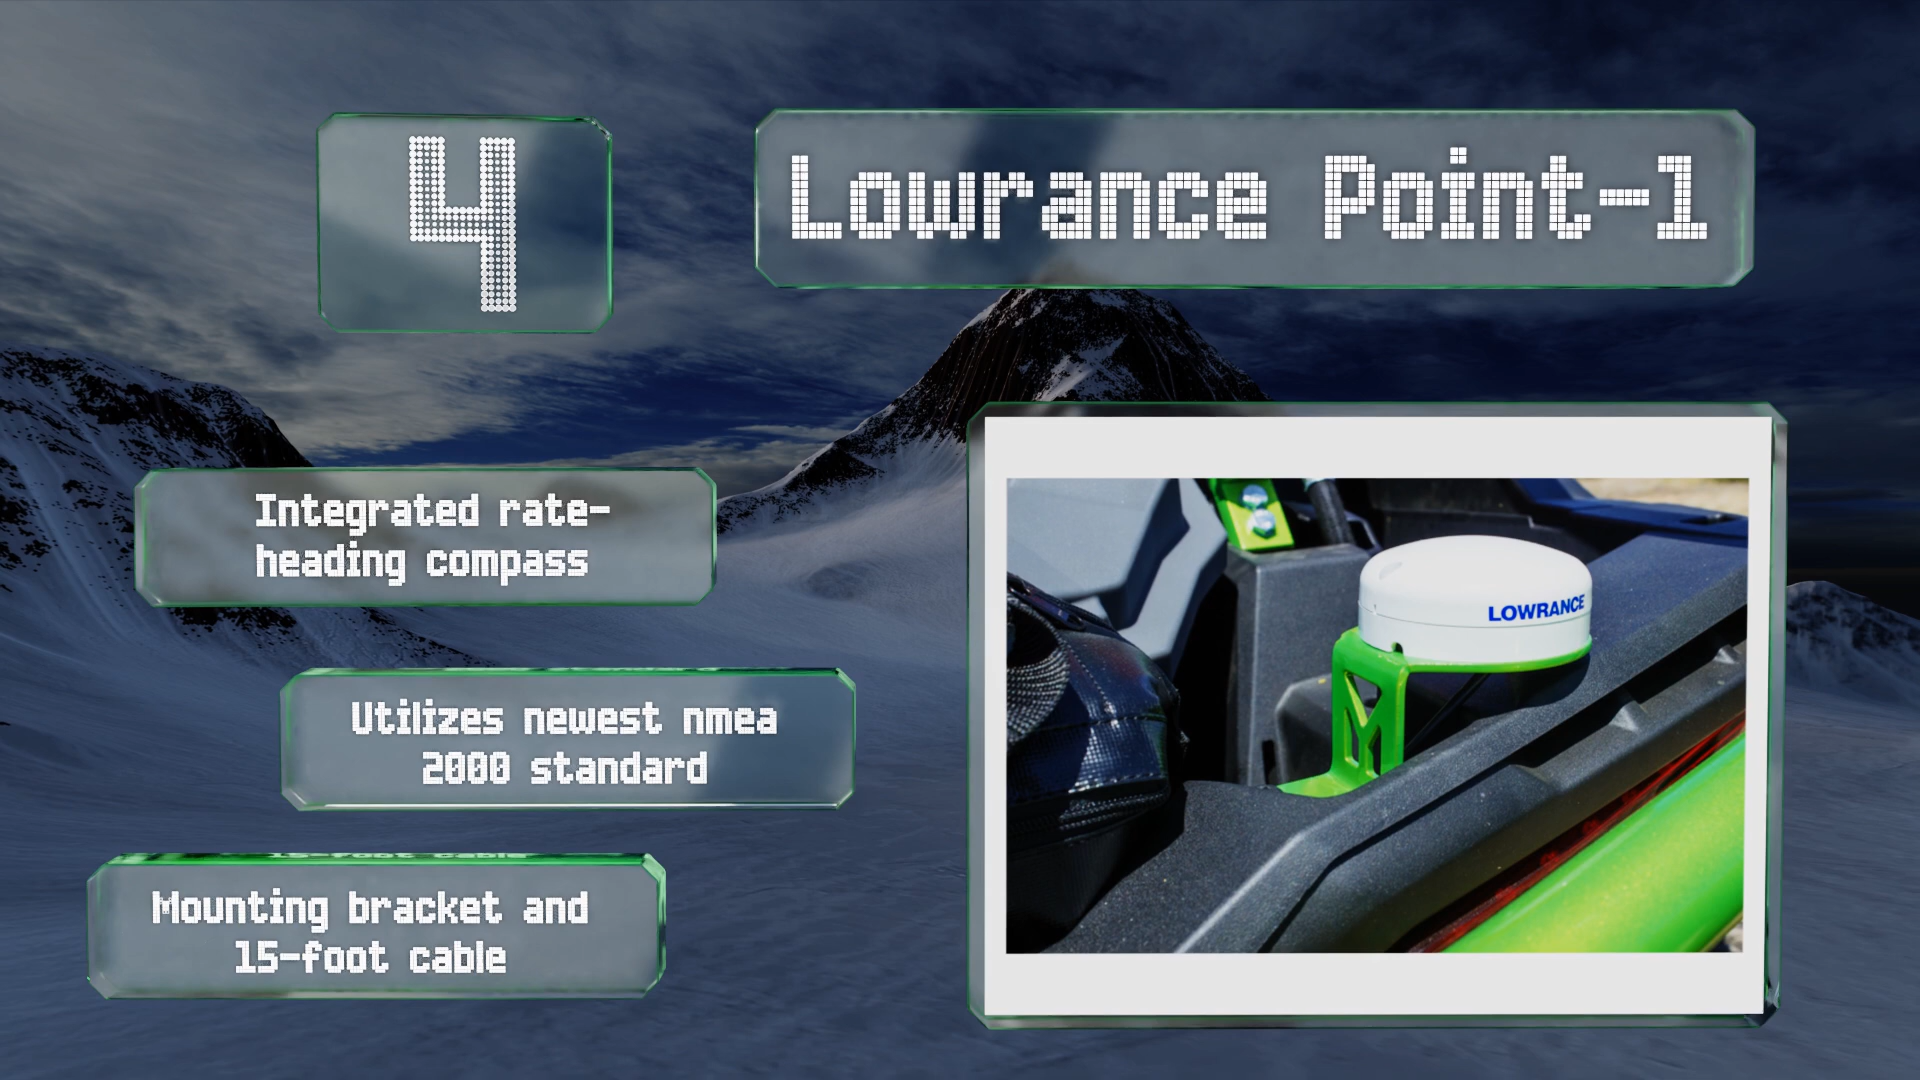 4
Lowrance Point-1
Integrated rate-
heading compass
Utilizes newest nmea
2000 standard
Mounting bracket and
15-foot cable
LOWRANCE